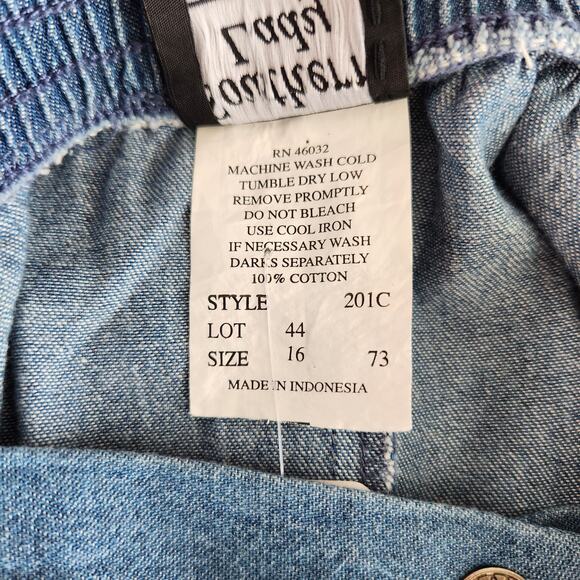 Southern
Lady
RN 46032
MACHINE WASH COLD
TUMBLE DRY LOW
REMOVE PROMPTLY
DO NOT BLEACH
USE COOL IRON
IF NECESSARY WASH
DARKS SEPARATELY
100% COTTON
STYLE 201C
LOT 44
SIZE 16 73
MADE IN INDONESIA